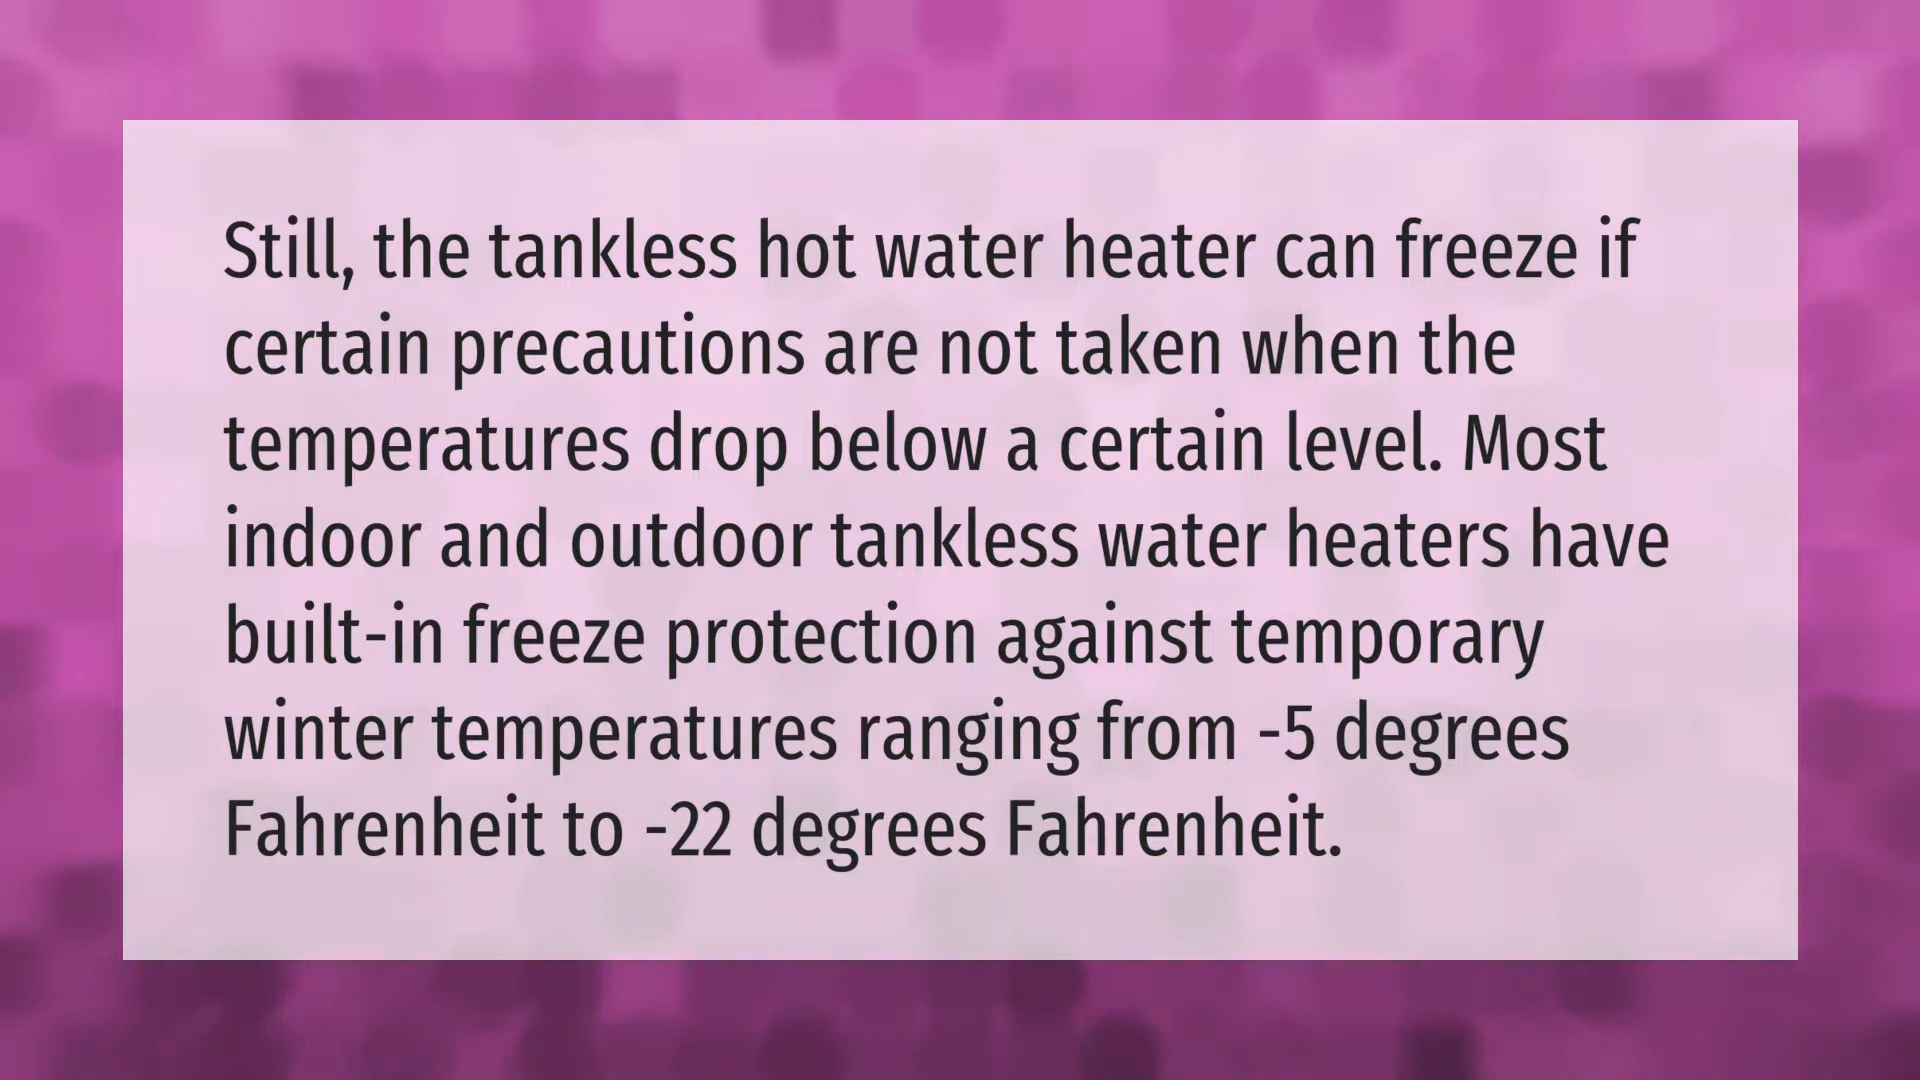 Still, the tankless hot water heater can freeze if
certain precautions are not taken when the
temperatures drop below a certain level. Most
indoor and outdoor tankless water heaters have
built-in freeze protection against temporary
winter temperatures ranging from -5 degrees
Fahrenheit to -22 degrees Fahrenheit.